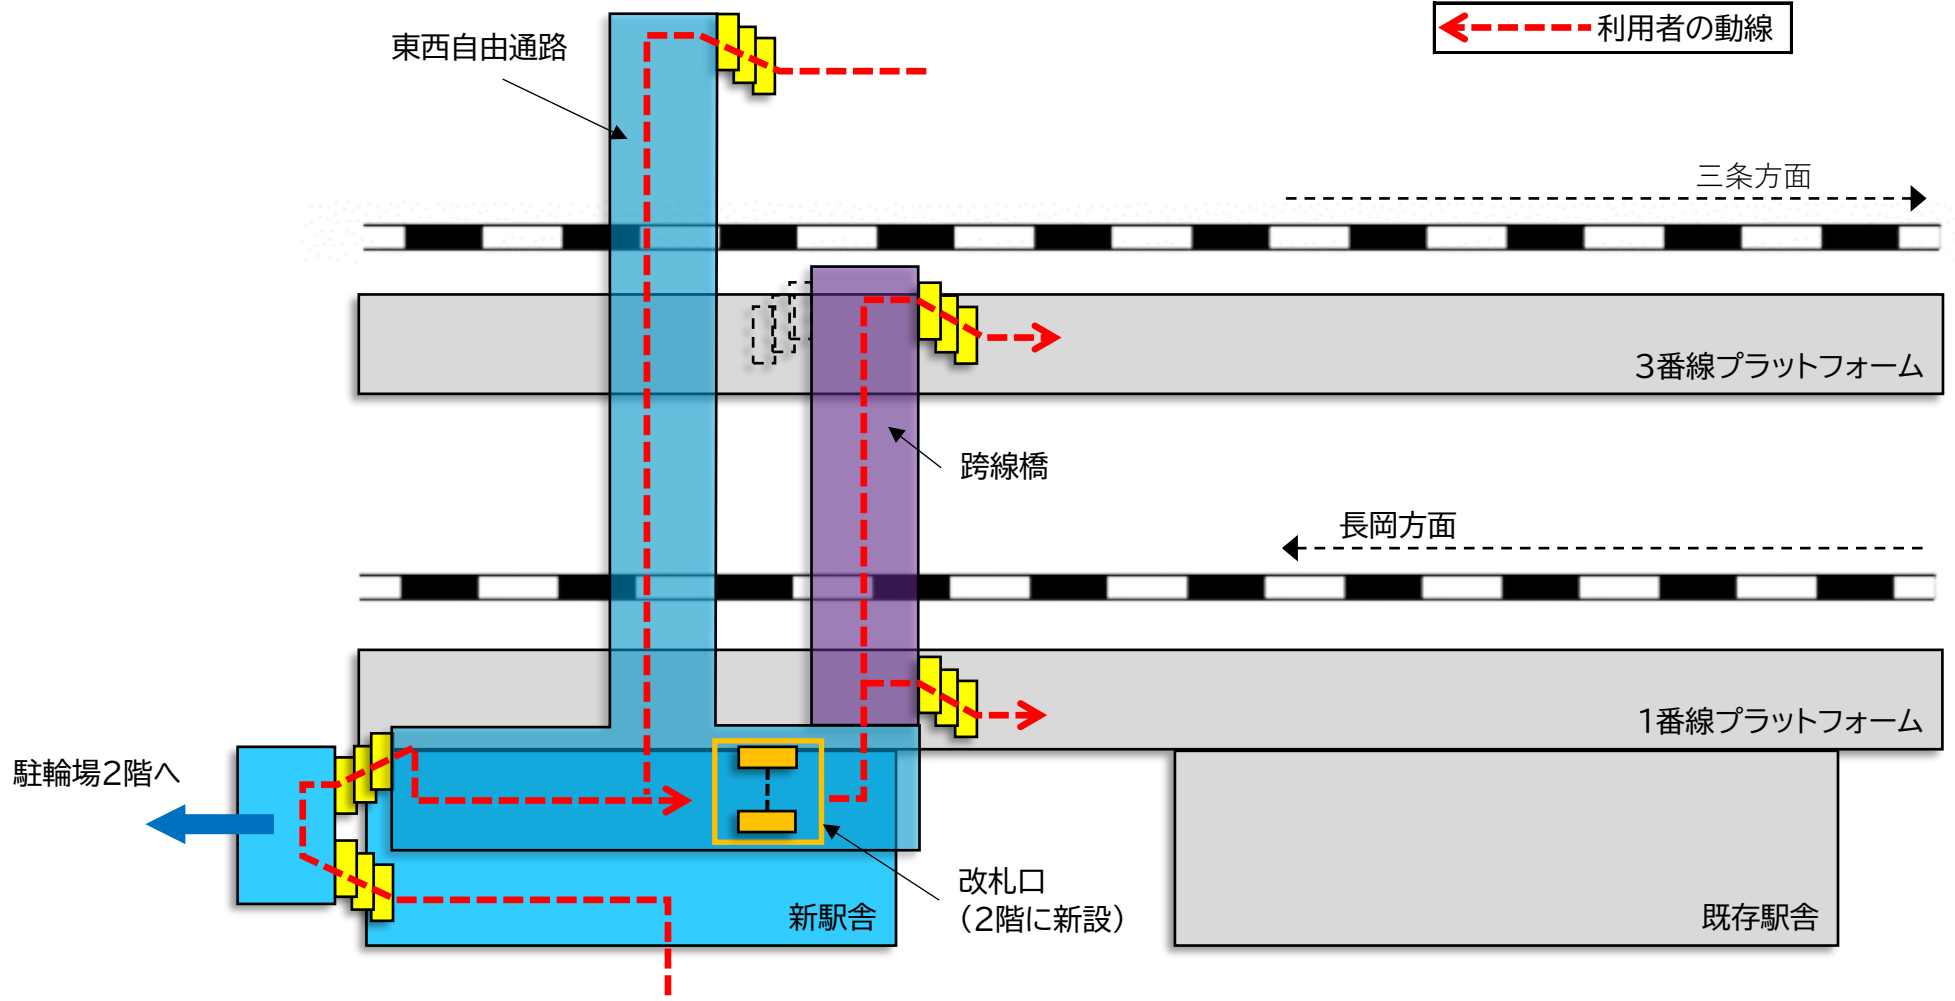 利用者の動線
東西自由通路
三条方面
3番線プラットフォーム
跨線橋
長岡方面
1番線プラットフォーム
駐輪場2階へ
改札口
（2階に新設）
新駅舎
既存駅舎